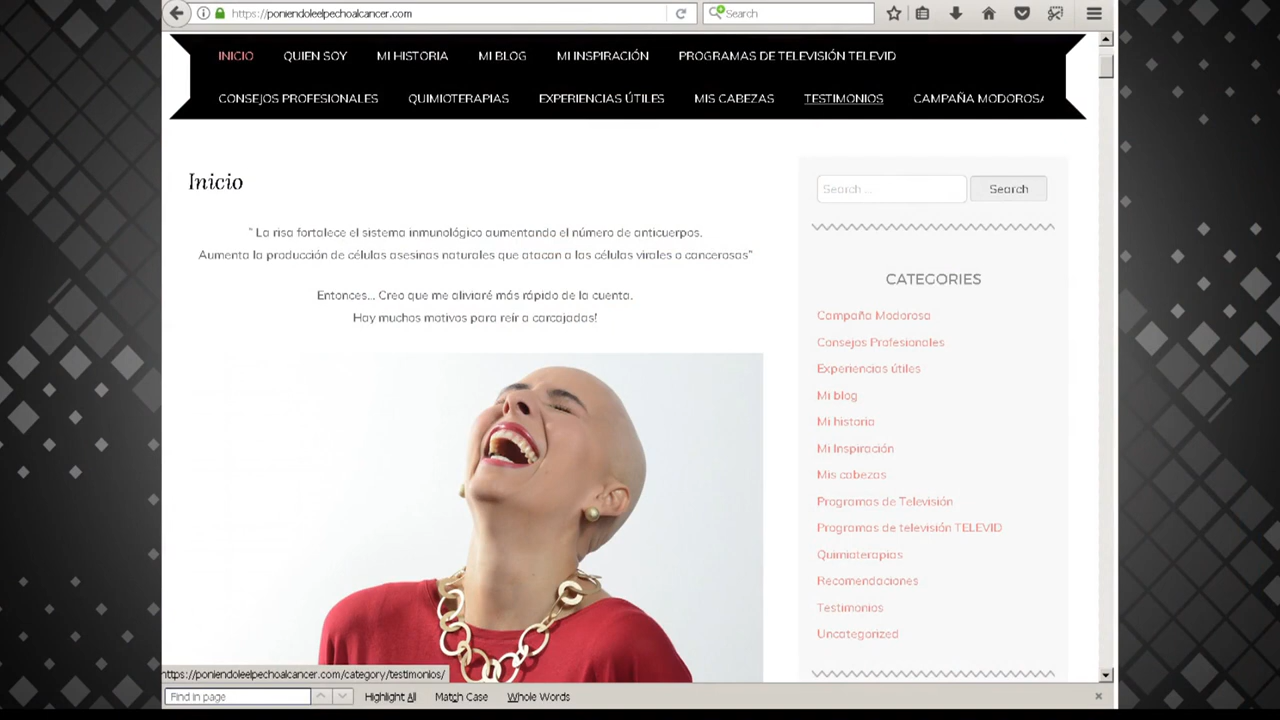 https://poniendoleelpechoalcancer.com
Search
INICIO QUIEN SOY MI HISTORIA MI BLOG MI INSPIRACIÓN PROGRAMAS DE TELEVISIÓN TELEVID
CONSEJOS PROFESIONALES QUIMIOTERAPIAS EXPERIENCIAS ÚTILES MIS CABEZAS TESTIMONIOS CAMPAÑA MODOROSA
Inicio
" La risa fortalece el sistema inmunológico aumentando el número de anticuerpos.
Aumenta la producción de células asesinas naturales que atacan a las células virales o cancerosas"
Entonces... Creo que me aliviaré más rápido de la cuenta.
Hay muchos motivos para reír a carcajadas!
Search ...
Search
CATEGORIES
Campaña Modorosa
Consejos Profesionales
Experiencias útiles
Mi blog
Mi historia
Mi Inspiración
Mis cabezas
Programas de Televisión
Programas de televisión TELEVID
Quimioterapias
Recomendaciones
Testimonios
Uncategorized
https://poniendoleelpechoalcancer.com/category/testimonios/
Find in page Highlight All Match Case Whole Words